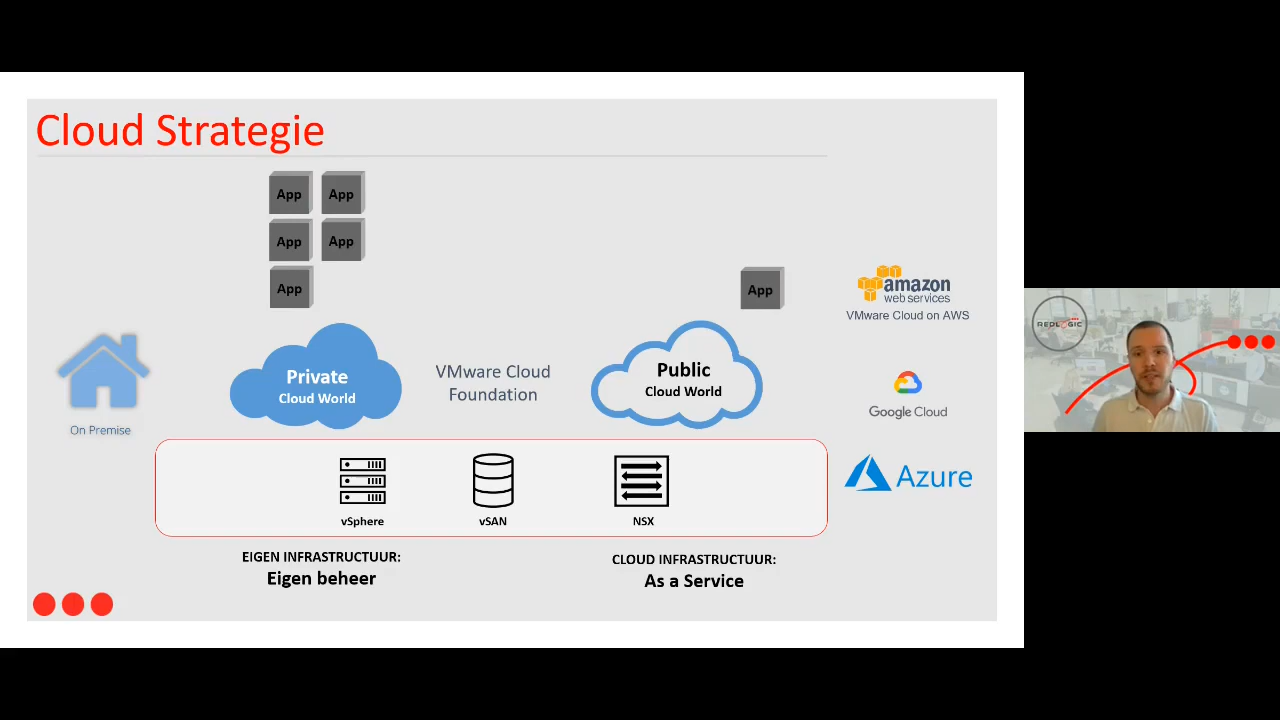 Cloud Strategie
App App
App App
App
App
amazon
web services
VMware Cloud on AWS
On Premise
Private
Cloud World
VMware Cloud
Foundation
Public
Cloud World
Google Cloud
Azure
vSphere
vSAN
NSX
EIGEN INFRASTRUCTUUR:
Eigen beheer
CLOUD INFRASTRUCTUUR:
As a Service
REDLOGIC